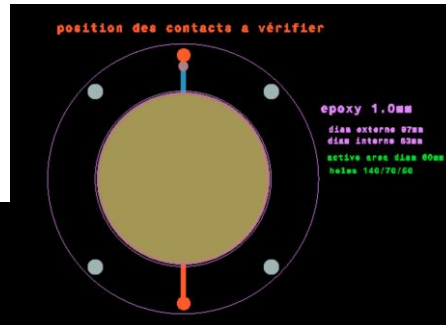 position des contacts a vérifier
epoxy 1.0mm
diam externe 97mm
diam interne 63mm
active area diam 60mm
holes 140/70/60